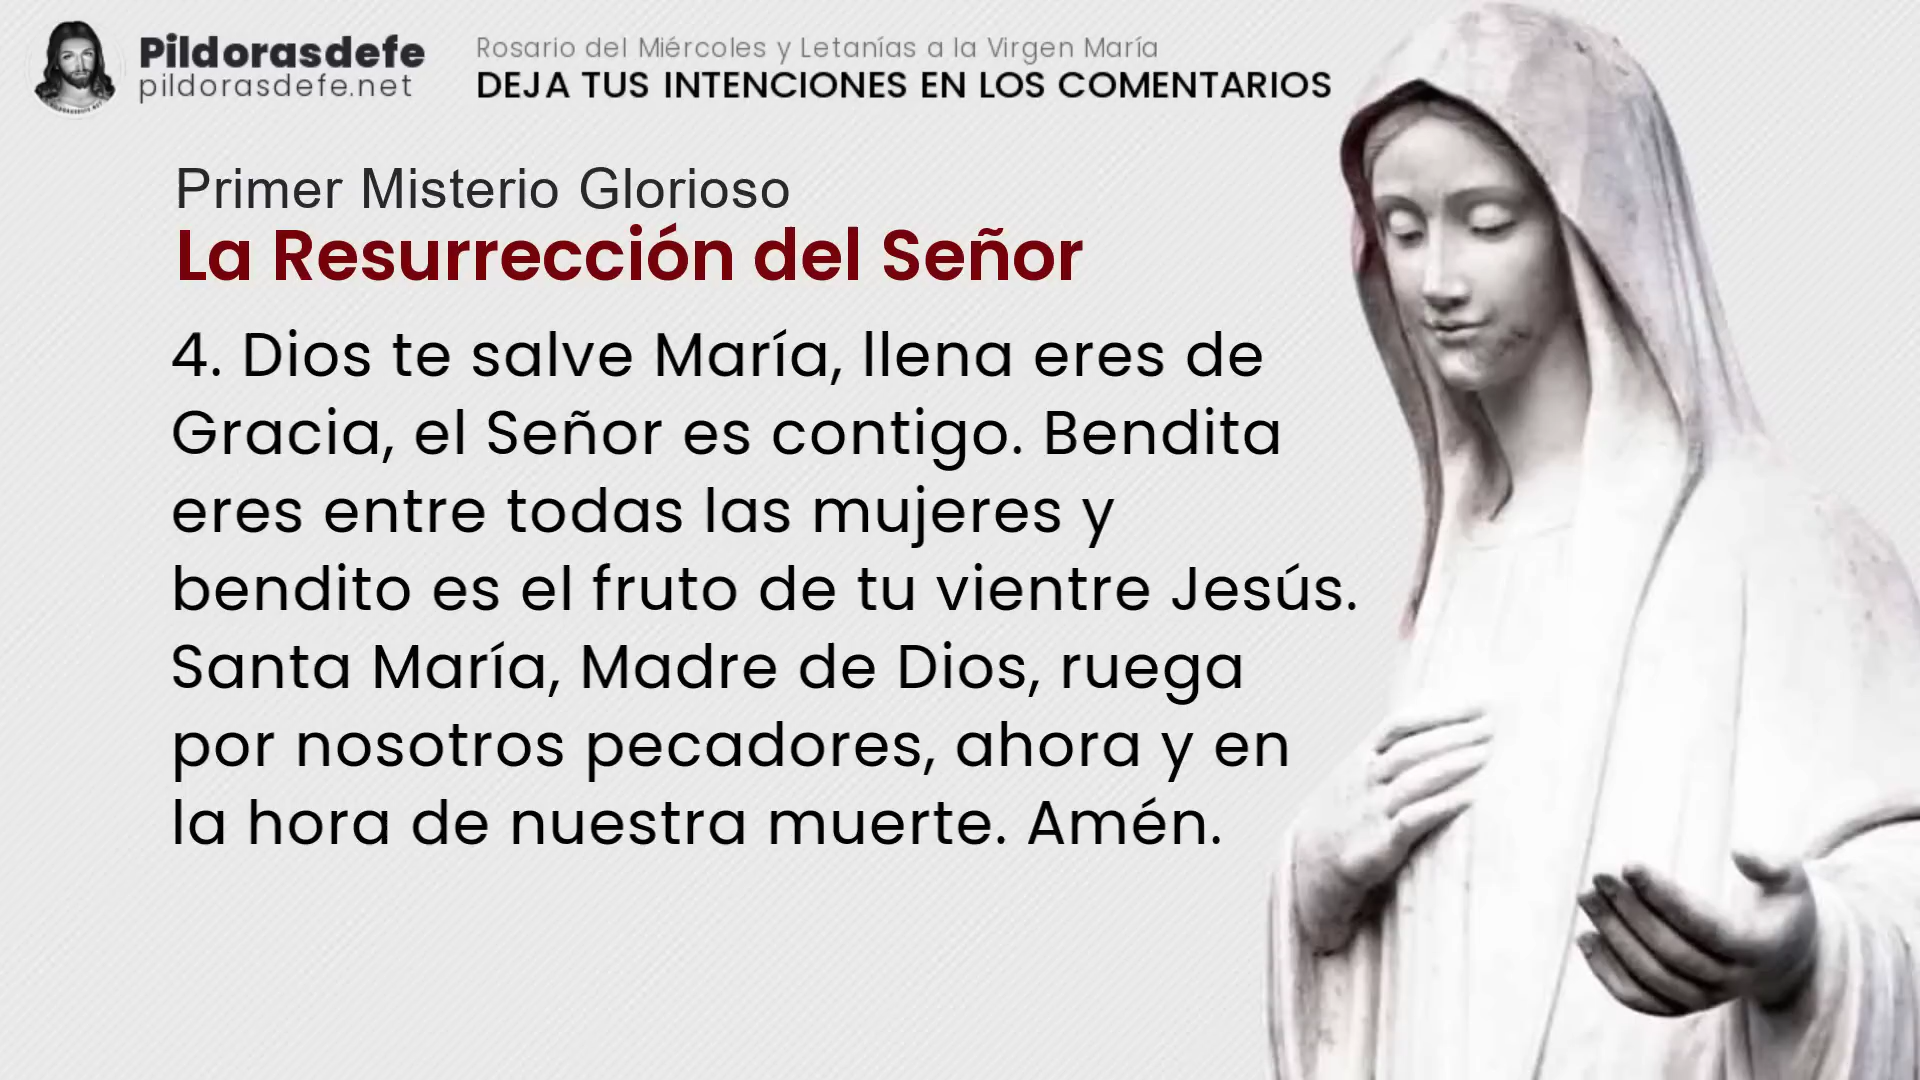 Pildorasdefe
pildorasdefe.net
Rosario del Miércoles y Letanías a la Virgen María
DEJA TUS INTENCIONES EN LOS COMENTARIOS
Primer Misterio Glorioso
La Resurrección del Señor
4. Dios te salve María, llena eres de
Gracia, el Señor es contigo. Bendita
eres entre todas las mujeres y
bendito es el fruto de tu vientre Jesús.
Santa María, Madre de Dios, ruega
por nosotros pecadores, ahora y en
la hora de nuestra muerte. Amén.